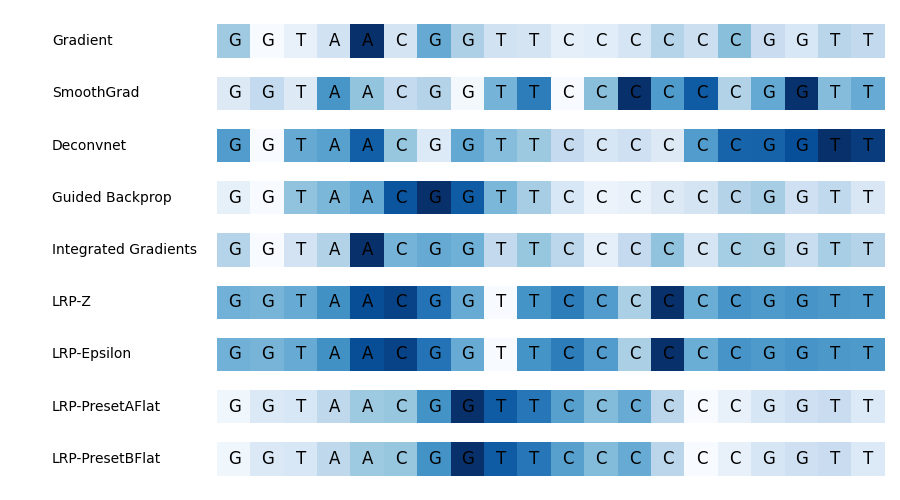 Gradient G G T A A C G G T T C C C C C C G G T T
SmoothGrad G G T A A C G G T T C C C C C C G G T T
Deconvnet G G T A A C G G T T C C C C C C G G T T
Guided Backprop G G T A A C G G T T C C C C C C G G T T
Integrated Gradients G G T A A C G G T T C C C C C C G G T T
LRP-Z G G T A A C G G T T C C C C C C G G T T
LRP-Epsilon G G T A A C G G T T C C C C C C G G T T
LRP-PresetAFlat G G T A A C G G T T C C C C C C G G T T
LRP-PresetBFlat G G T A A C G G T T C C C C C C G G T T